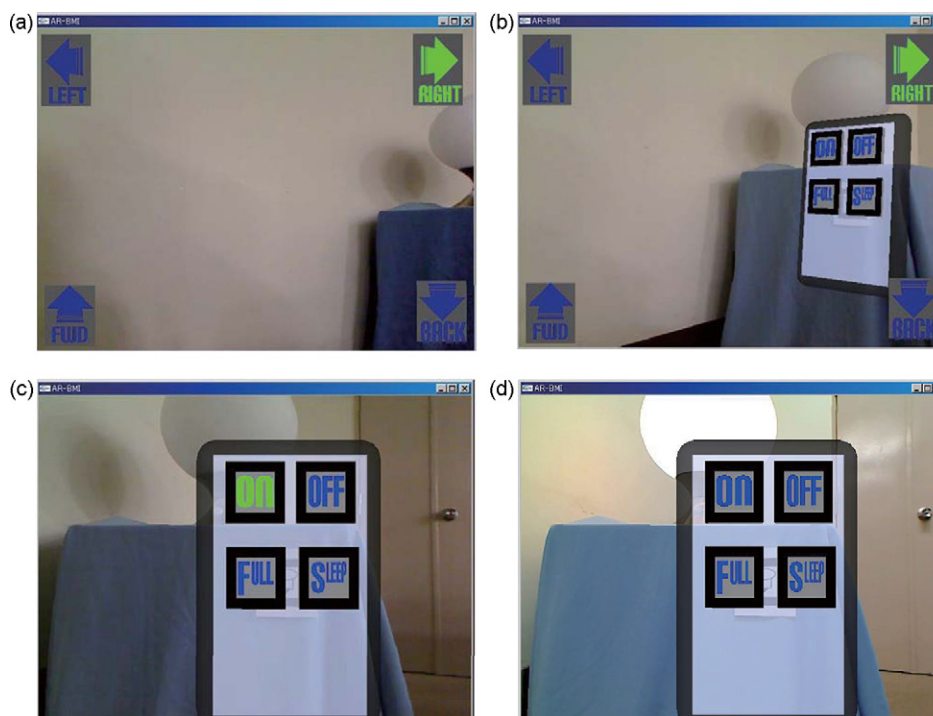 (a)
AR-BMI
LEFT RIGHT
FWD BACK
(b)
AR-BMI
LEFT RIGHT
ON OFF
FULL SLEEP
FWD BACK
(c)
AR-BMI
ON OFF
FULL SLEEP
(d)
AR-BMI
ON OFF
FULL SLEEP